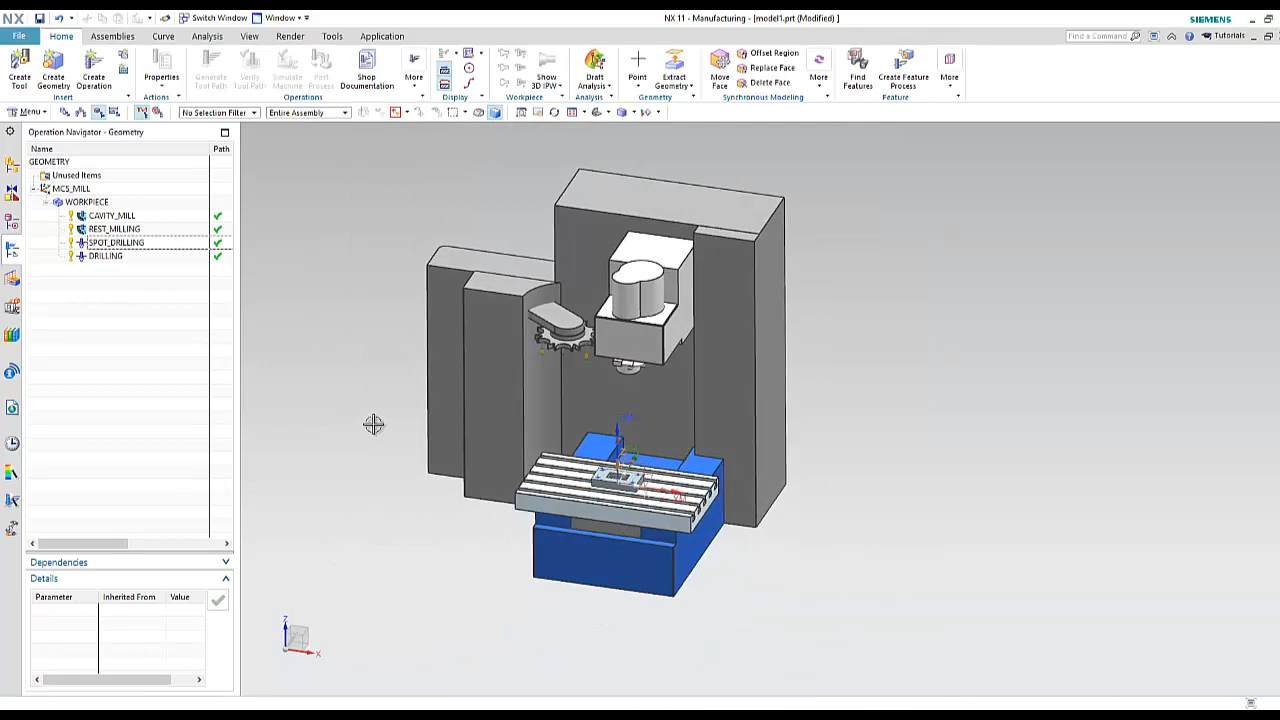 NX
Switch Window
Window
NX 11 - Manufacturing - [model1.prt (Modified) ]
SIEMENS
File
Home
Assemblies
Curve
Analysis
View
Render
Tools
Application
Find a Command
Tutorials
Create Tool
Create Geometry
Create Operation
Properties
Generate Tool Path
Verify Tool Path
Simulate Machine
Post Process
Shop Documentation
More
Show 3D IPW
Draft Analysis
Point
Extract Geometry
Move Face
Offset Region
Replace Face
Delete Face
More
Find Features
Create Feature Process
More
Insert
Actions
Operations
Display
Workpiece
Analysis
Geometry
Synchronous Modeling
Feature
Menu
No Selection Filter
Entire Assembly
Operation Navigator - Geometry
Name
Path
GEOMETRY
Unused Items
MCS_MILL
WORKPIECE
CAVITY_MILL
REST_MILLING
SPOT_DRILLING
DRILLING
Dependencies
Details
Parameter
Inherited From
Value
Z
X